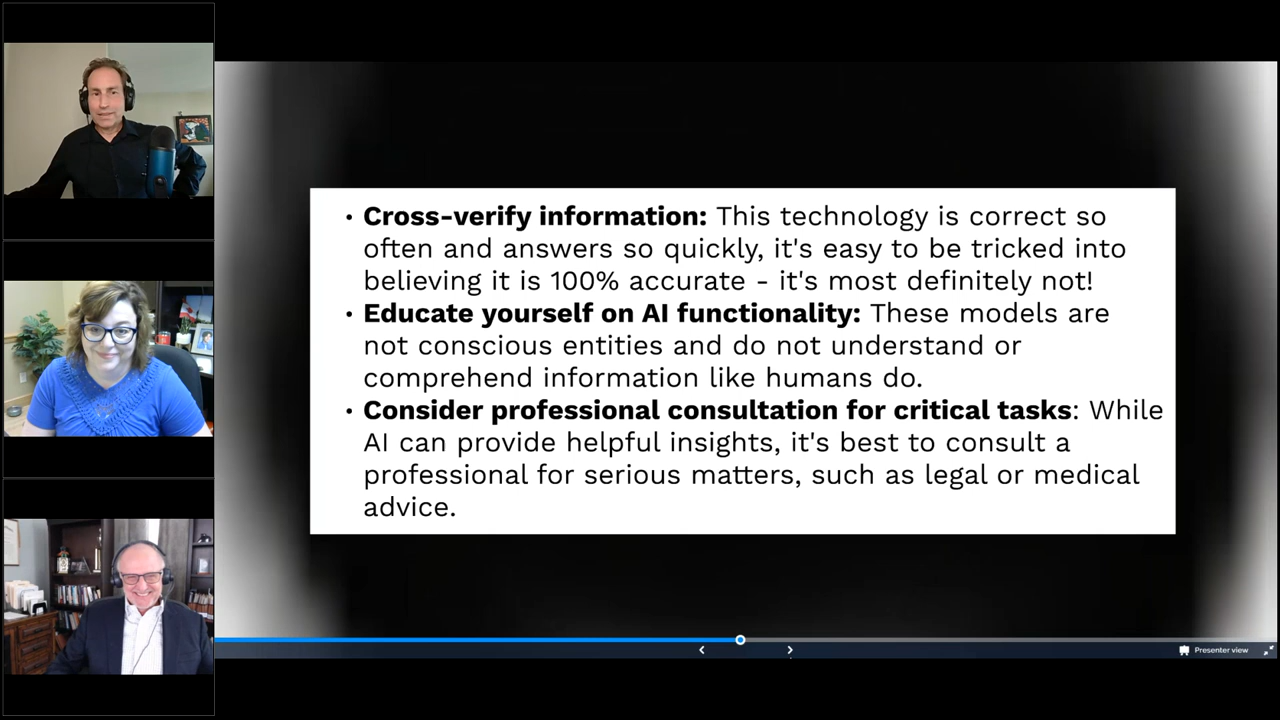 • Cross-verify information: This technology is correct so
often and answers so quickly, it's easy to be tricked into
believing it is 100% accurate - it's most definitely not!
• Educate yourself on AI functionality: These models are
not conscious entities and do not understand or
comprehend information like humans do.
• Consider professional consultation for critical tasks: While
AI can provide helpful insights, it's best to consult a
professional for serious matters, such as legal or medical
advice.
Presenter view